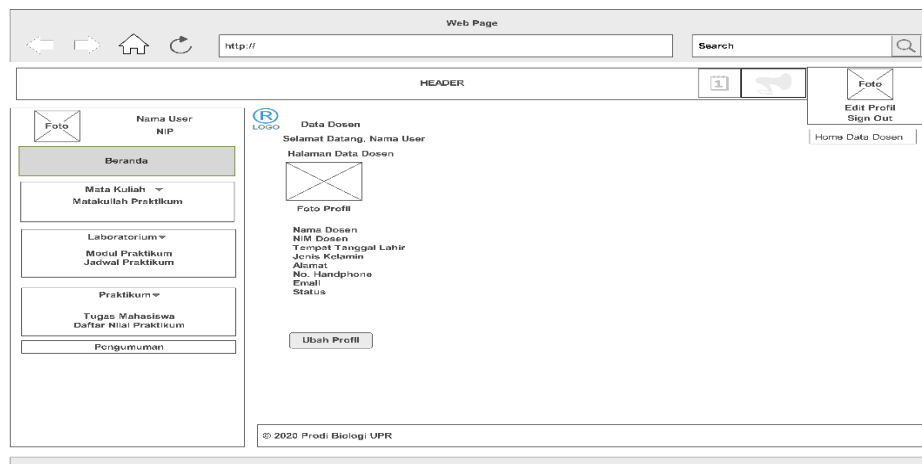 Web Page
http://
Search
HEADER
1
Foto
Edit Profil
Sign Out
Home Data Dosen
Foto
Nama User
NIP
Beranda
Mata Kuliah
Matakuliah Praktikum
Laboratorium
Modul Praktikum
Jadwal Praktikum
Praktikum
Tugas Mahasiswa
Daftar Nilai Praktikum
Pengumuman
R
LOGO
Data Dosen
Selamat Datang, Nama User
Halaman Data Dosen
Foto Profil
Nama Dosen
NIM Dosen
Tempat Tanggal Lahir
Jenis Kelamin
Alamat
No. Handphone
Email
Status
Ubah Profil
© 2020 Prodi Biologi UPR